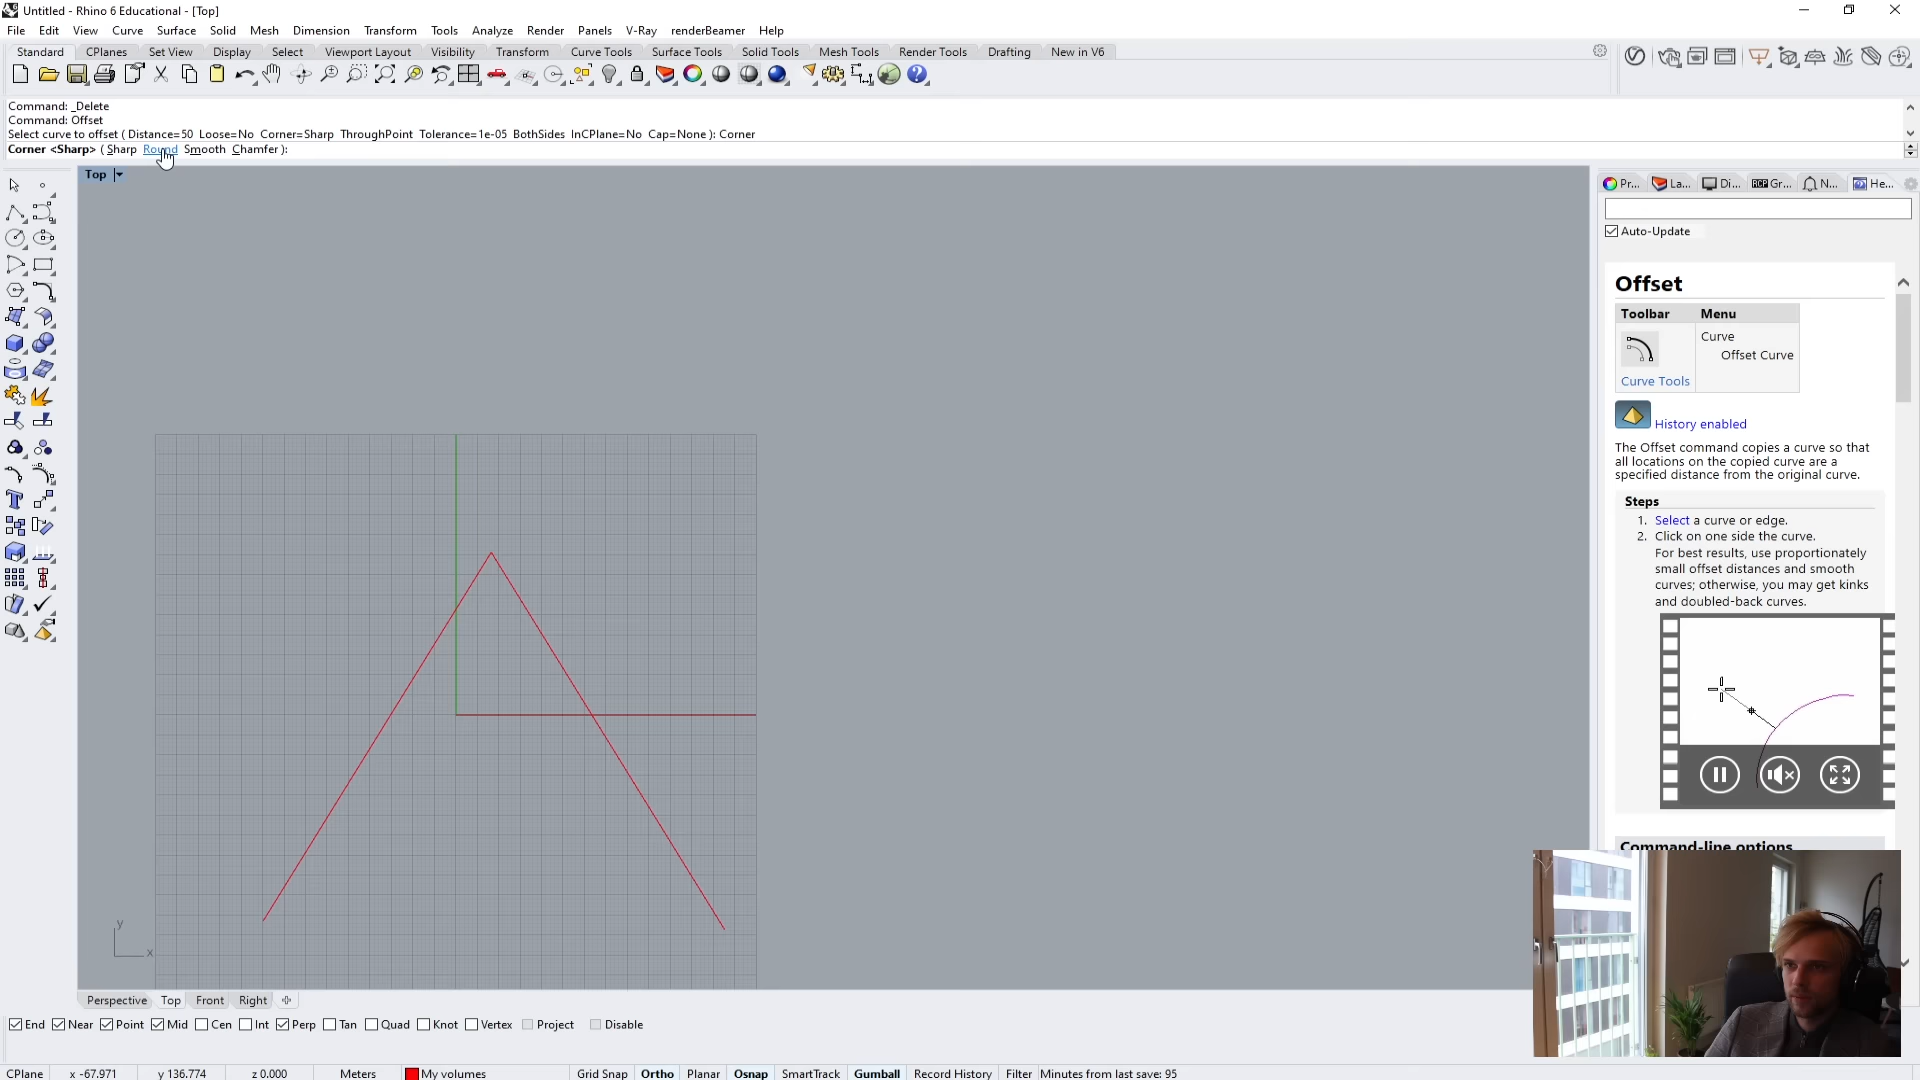 Untitled - Rhino 6 Educational - [Top]
File Edit View Curve Surface Solid Mesh Dimension Transform Tools Analyze Render Panels V-Ray renderBeamer Help
Standard CPlanes Set View Display Select Viewport Layout Visibility Transform Curve Tools Surface Tools Solid Tools Mesh Tools Render Tools Drafting New in V6
Command: _Delete
Command: Offset
Select curve to offset ( Distance=50 Loose=No Corner=Sharp ThroughPoint Tolerance=1e-05 BothSides InCPlane=No Cap=None ): Corner
Corner <Sharp> ( Sharp Round Smooth Chamfer ):
Top
Pr... La... Di... Gr... N... He...
Auto-Update
Offset
Toolbar Menu
Curve
Offset Curve
Curve Tools
History enabled
The Offset command copies a curve so that
all locations on the copied curve are a
specified distance from the original curve.
Steps
1. Select a curve or edge.
2. Click on one side the curve.
For best results, use proportionately
small offset distances and smooth
curves; otherwise, you may get kinks
and doubled-back curves.
Command-line options
y
x
Perspective Top Front Right
End Near Point Mid Cen Int Perp Tan Quad Knot Vertex Project Disable
CPlane x -67.971 y 136.774 z 0.000 Meters My volumes Grid Snap Ortho Planar Osnap SmartTrack Gumball Record History Filter Minutes from last save: 95